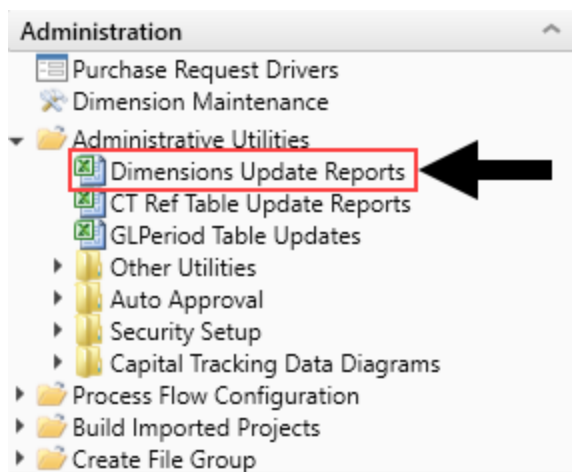 Administration
Purchase Request Drivers
Dimension Maintenance
Administrative Utilities
Dimensions Update Reports
CT Ref Table Update Reports
GLPeriod Table Updates
Other Utilities
Auto Approval
Security Setup
Capital Tracking Data Diagrams
Process Flow Configuration
Build Imported Projects
Create File Group